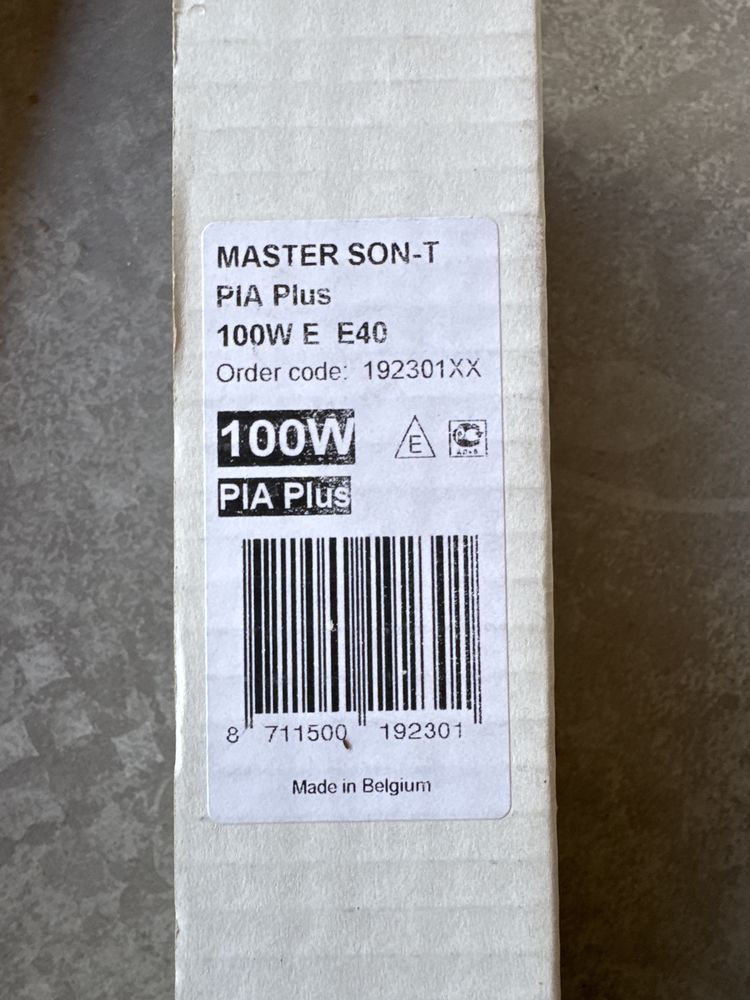 MASTER SON-T
PIA Plus
100W E E40
Order code: 192301XX
100W
E
PIA Plus
8 711500 192301
Made in Belgium